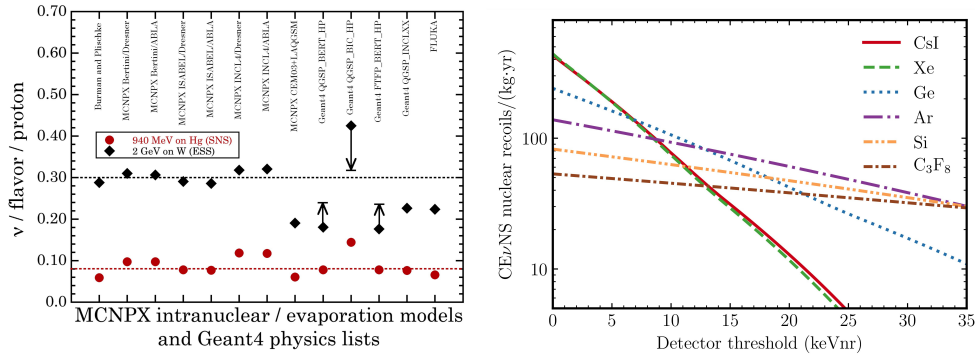 0.70
0.60
0.50
0.40
0.30
0.20
0.10
0.00
ν / flavor / proton
Burman and Plischke
MCNPX Bertini/Dresner
MCNPX Bertini/ABLA
MCNPX ISABEL/Dresner
MCNPX ISABEL/ABLA
MCNPX INCL4/Dresner
MCNPX INCL4/ABLA
MCNPX CEM03+LAQGSM
Geant4 QGSP_BERT_HP
Geant4 QGSP_BIC_HP
Geant4 FTFP_BERT_HP
Geant4 QGSP_INCLXX
FLUKA
940 MeV on Hg (SNS)
2 GeV on W (ESS)
MCNPX intranuclear / evaporation models
and Geant4 physics lists
CEνNS nuclear recoils/(kg·yr)
100
10
CsI
Xe
Ge
Ar
Si
C₃F₈
0 5 10 15 20 25 30 35
Detector threshold (keVnr)